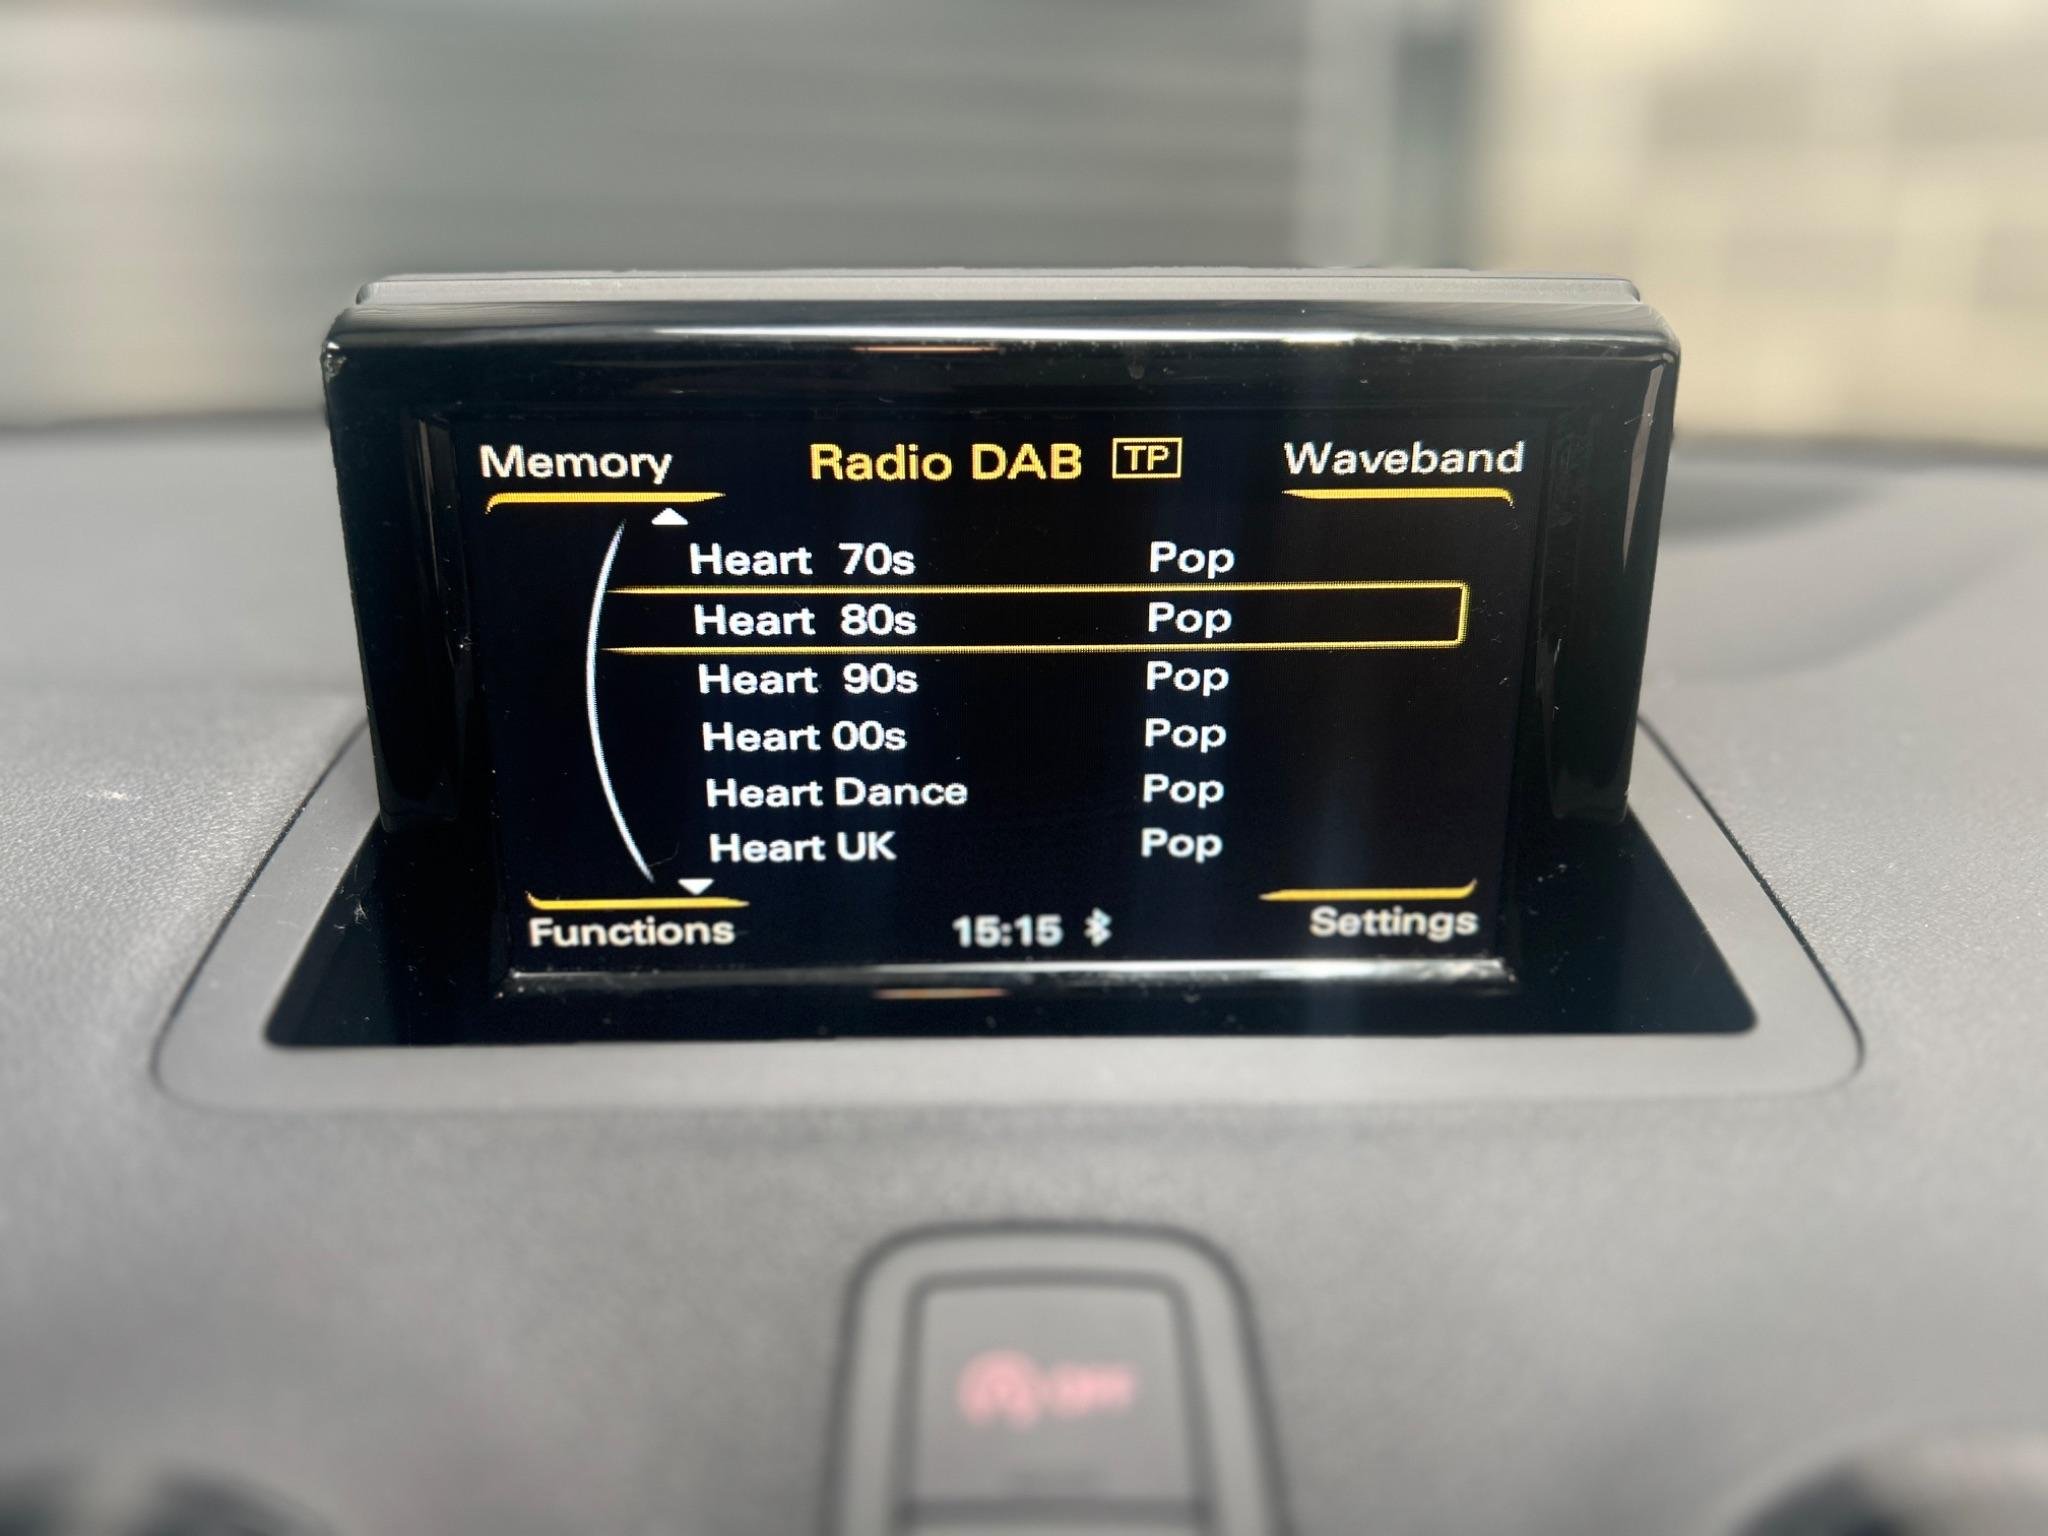 Memory Radio DAB TP Waveband
Heart 70s Pop
Heart 80s Pop
Heart 90s Pop
Heart 00s Pop
Heart Dance Pop
Heart UK Pop
Functions 15:15 Settings
OFF